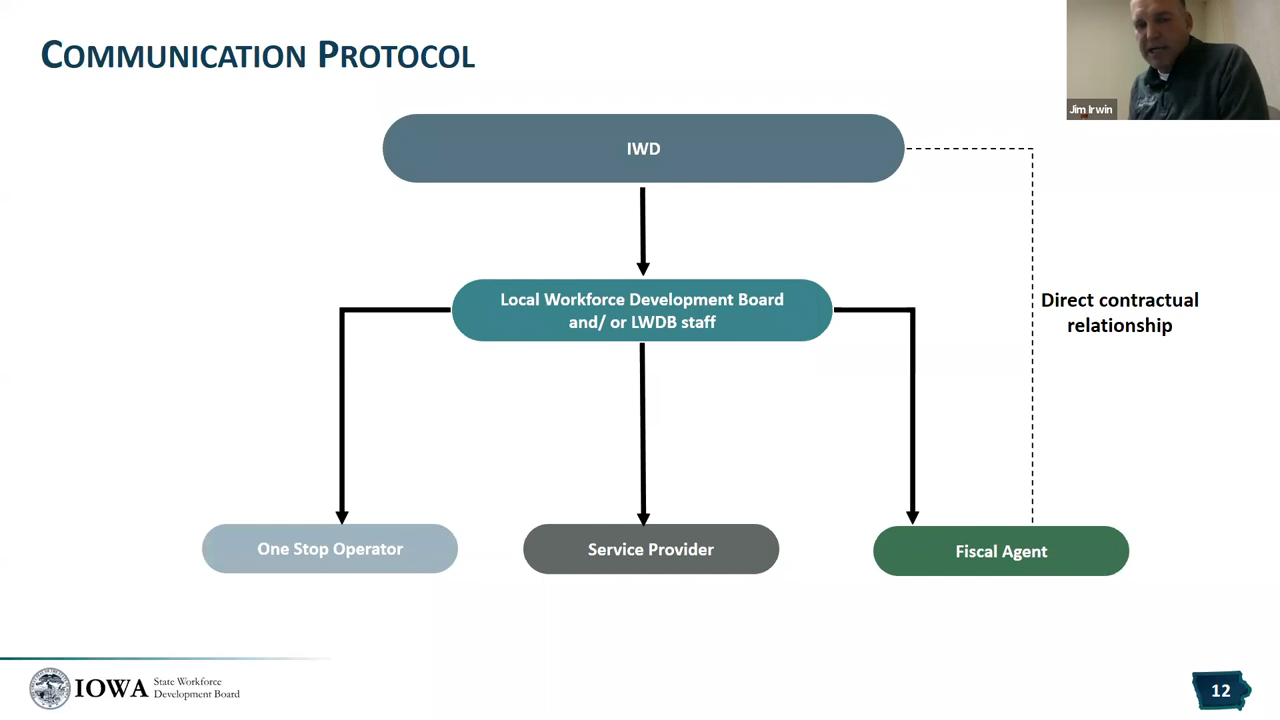 COMMUNICATION PROTOCOL
Jim Irwin
IWD
Local Workforce Development Board
and/ or LWDB staff
Direct contractual
relationship
One Stop Operator
Service Provider
Fiscal Agent
IOWA
State Workforce
Development Board
12